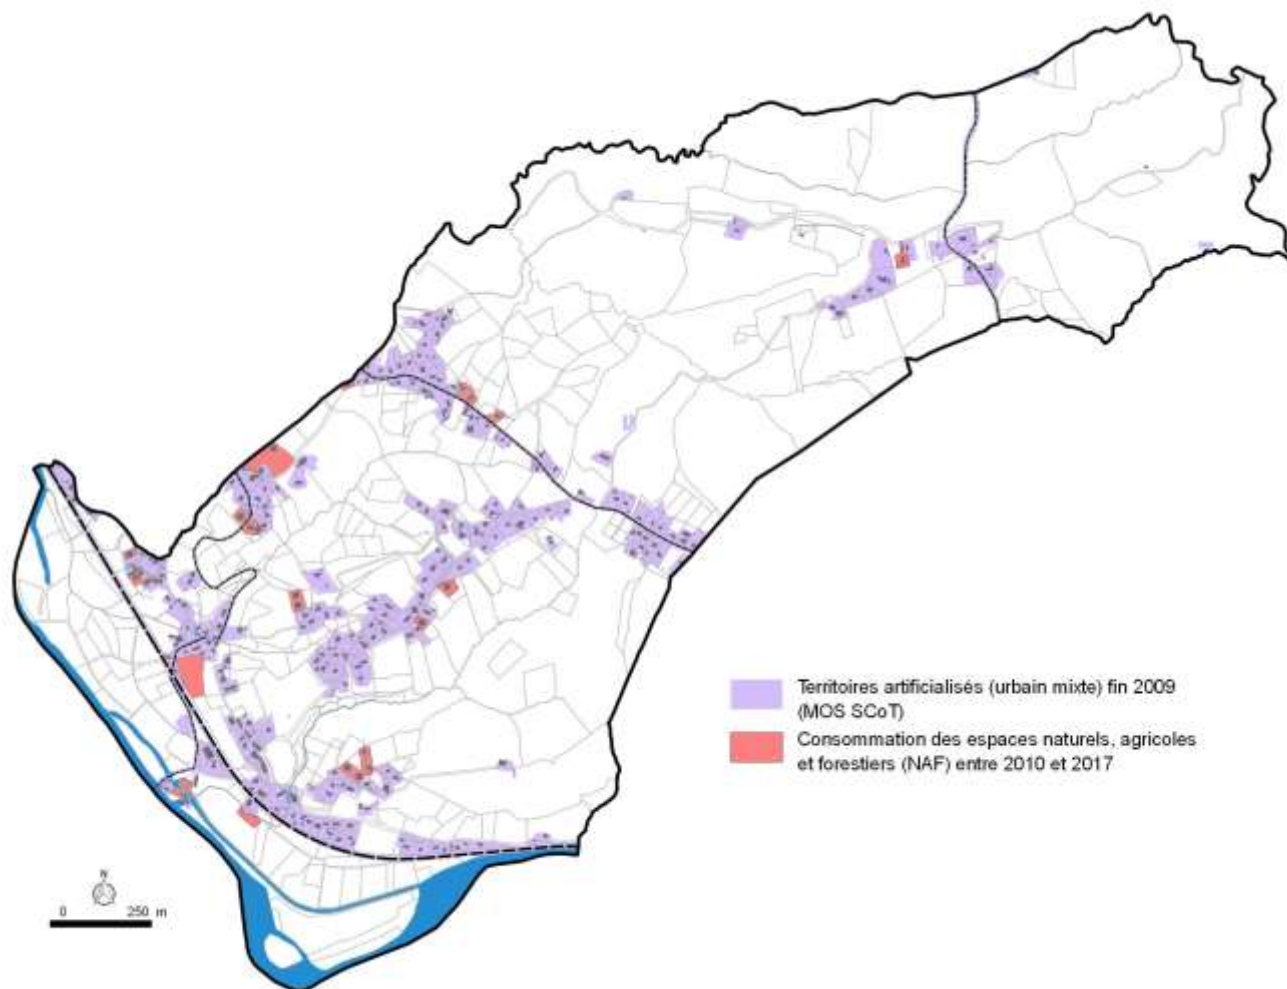 Territoires artificialisés (urbain mixte) fin 2009
(MOS SCoT)
Consommation des espaces naturels, agricoles
et forestiers (NAF) entre 2010 et 2017
N
0 250 m